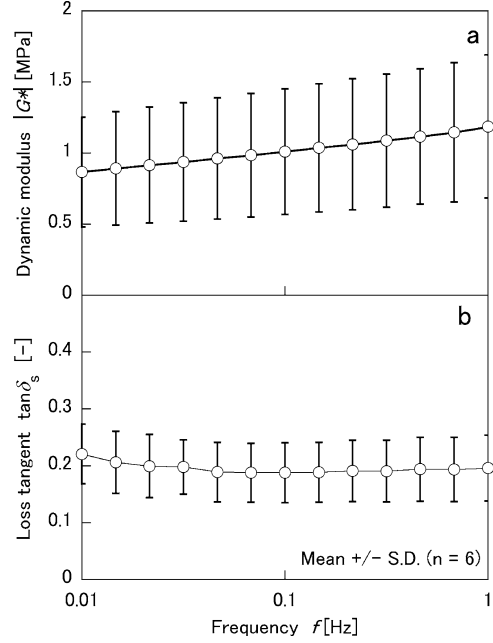 a
2
1.5
1
0.5
0
Dynamic modulus |G*| [MPa]
b
0.4
0.3
0.2
0.1
0
Loss tangent tanδs [-]
Mean +/- S.D. (n = 6)
0.01
0.1
1
Frequency f [Hz]